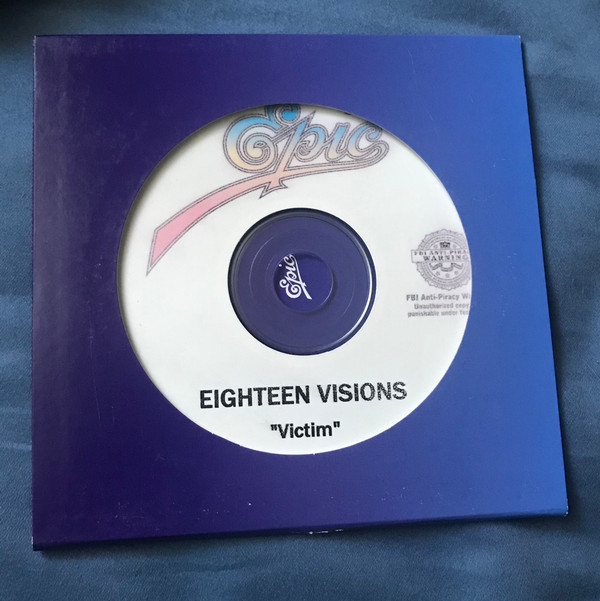 Epic
FBI ANTI-PIRACY
WARNING
FBI Anti-Piracy W
Unauthorized
punishable under
Epic
EIGHTEEN VISIONS
"Victim"